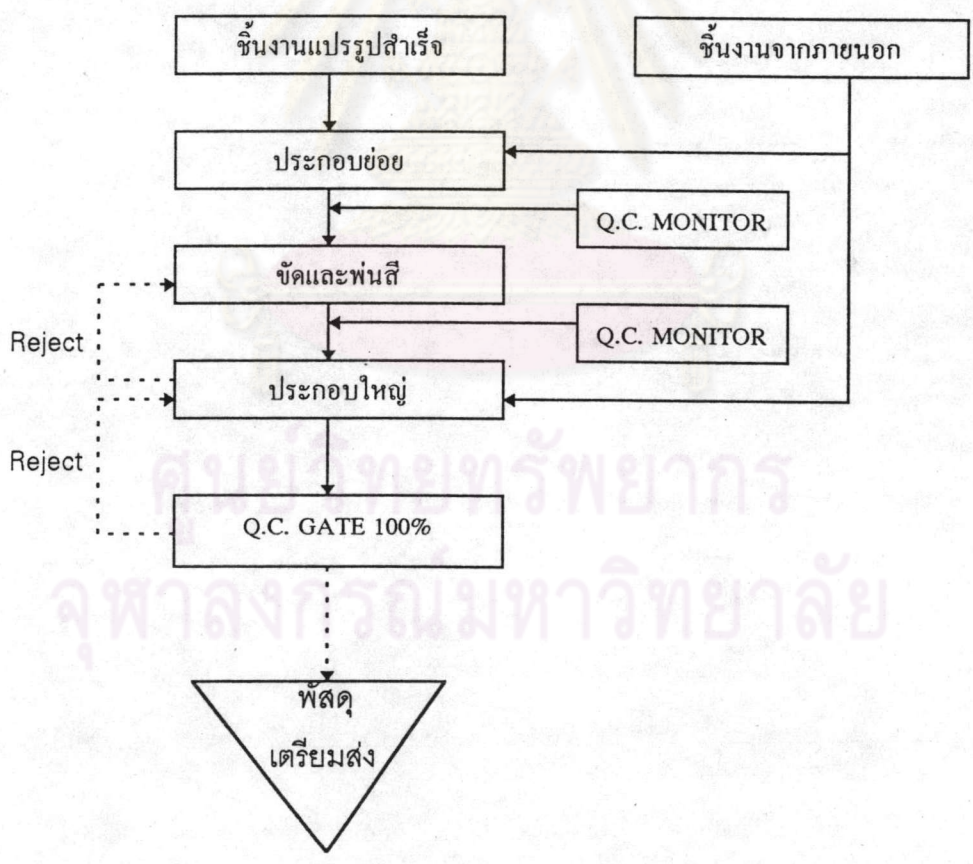 ชิ้นงานแปรรูปสำเร็จ
ชิ้นงานจากภายนอก
ประกอบย่อย
Q.C. MONITOR
ขัดและพ่นสี
Reject
Q.C. MONITOR
ประกอบใหญ่
Reject
ศูนย์วิทยทรัพยากร
Q.C. GATE 100%
จุฬาลงกรณ์มหาวิทยาลัย
พัสดุ
เตรียมส่ง